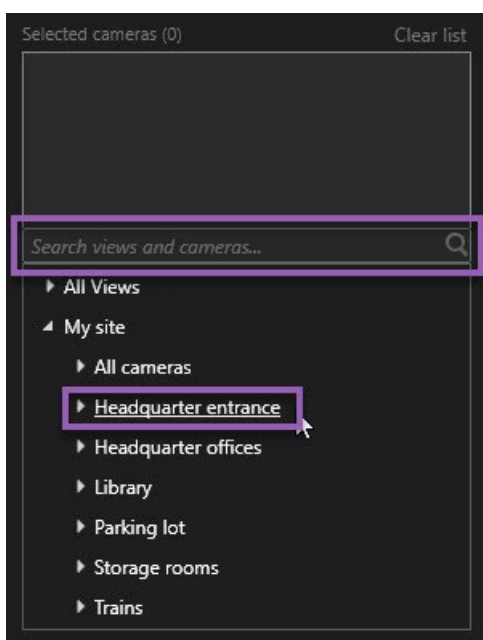 Selected cameras (0) Clear list
Search views and cameras...
All Views
My site
All cameras
Headquarter entrance
Headquarter offices
Library
Parking lot
Storage rooms
Trains